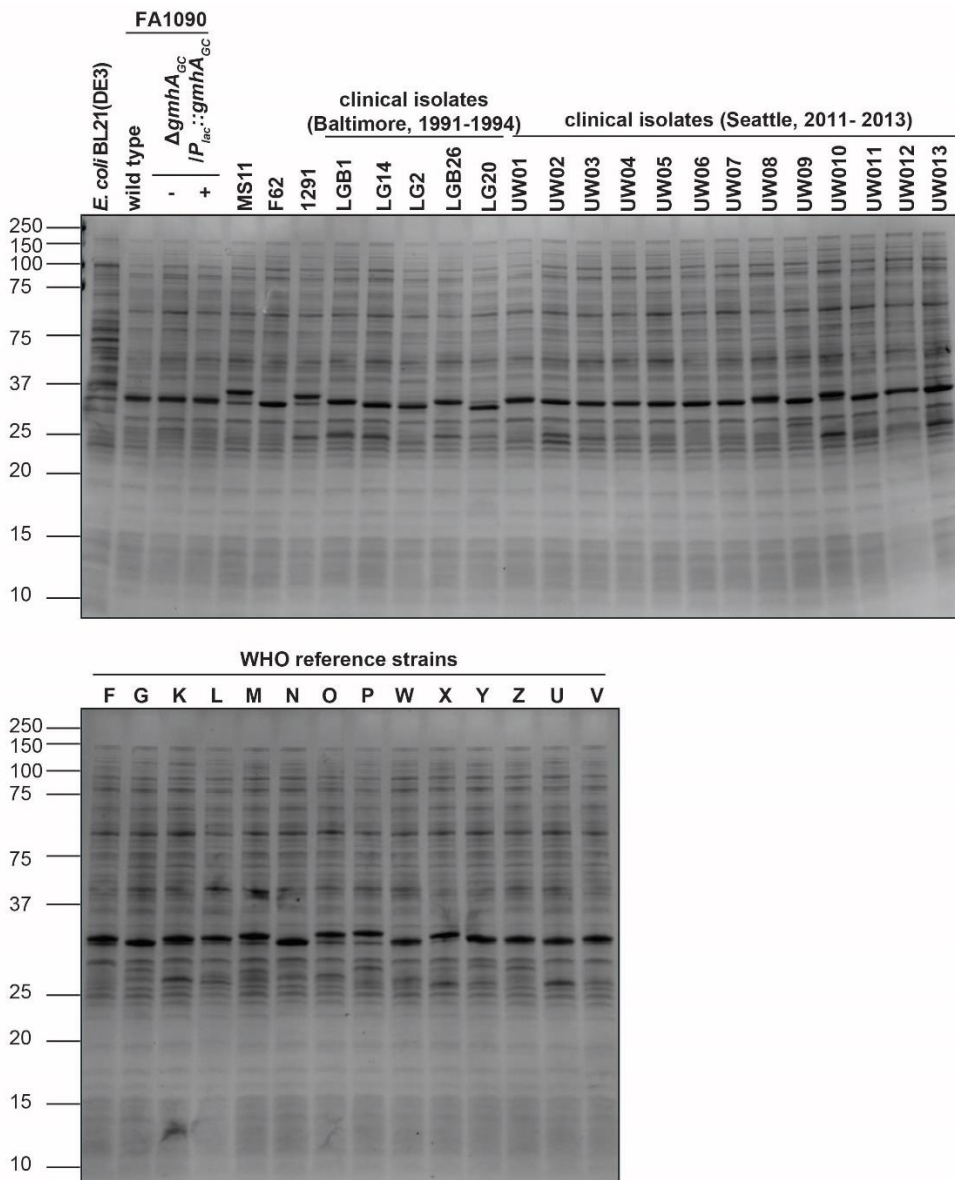 FA1090
E. coli BL21(DE3)
wild type
ΔgmhA_GC
/P_lac::gmhA_GC
-
+
MS11
F62
1291
clinical isolates
(Baltimore, 1991-1994)
LGB1
LG14
LG2
LGB26
LG20
clinical isolates (Seattle, 2011- 2013)
UW01
UW02
UW03
UW04
UW05
UW06
UW07
UW08
UW09
UW010
UW011
UW012
UW013
250
150
100
75
75
37
25
20
15
10
WHO reference strains
F G K L M N O P W X Y Z U V
250
150
100
75
75
37
25
20
15
10